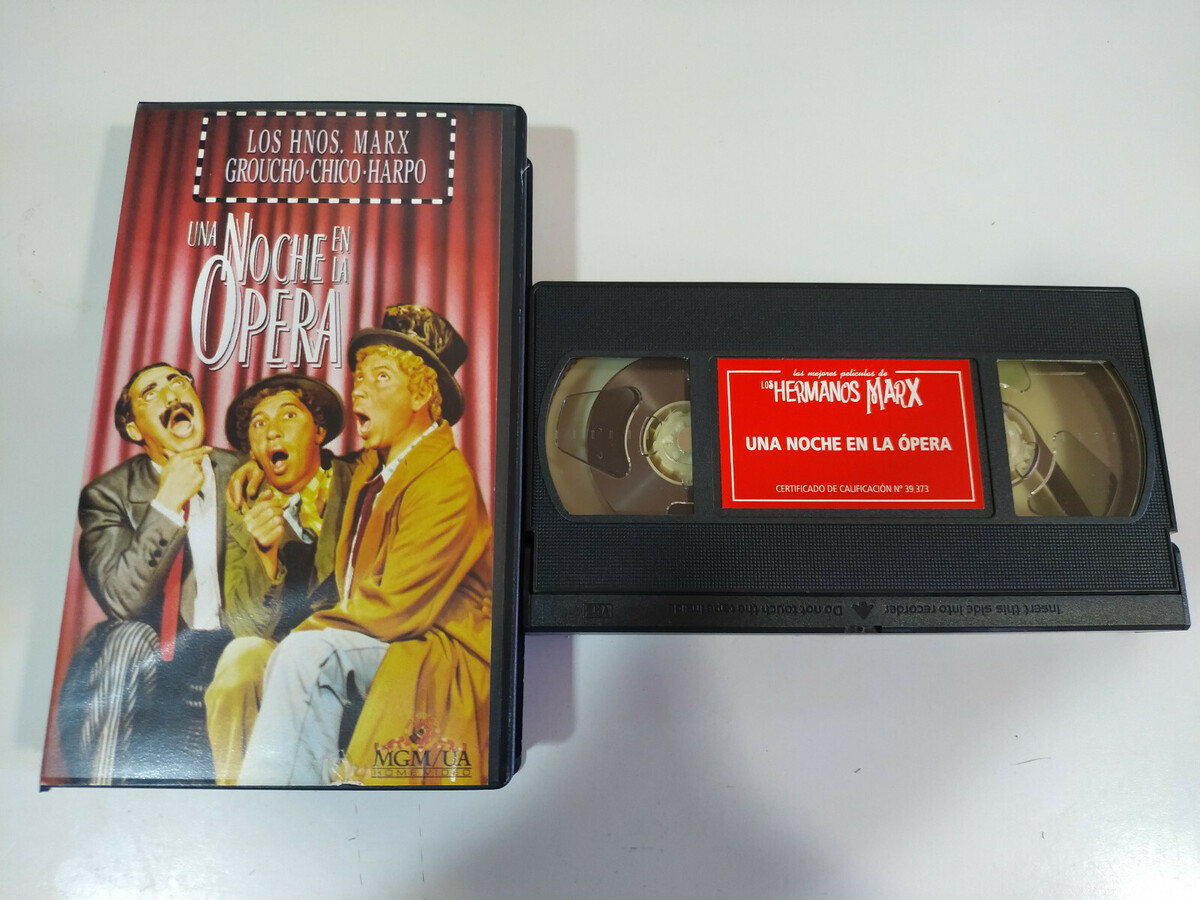 LOS HNOS. MARX
GROUCHO·CHICO·HARPO
UNA NOCHE EN LA
OPERA
MGM/UA
HOME VIDEO
las mejores películas de
LOS HERMANOS MARX
UNA NOCHE EN LA ÓPERA
CERTIFICADO DE CALIFICACIÓN Nº 39.373
Insert this side into recorder
Do not touch the tape inside
VHS